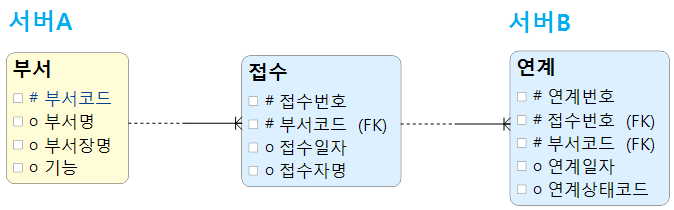 서버A
서버B
부서
# 부서코드
o 부서명
o 부서장명
o 기능
접수
# 접수번호
# 부서코드 (FK)
o 접수일자
o 접수자명
연계
# 연계번호
# 접수번호 (FK)
# 부서코드 (FK)
o 연계일자
o 연계상태코드